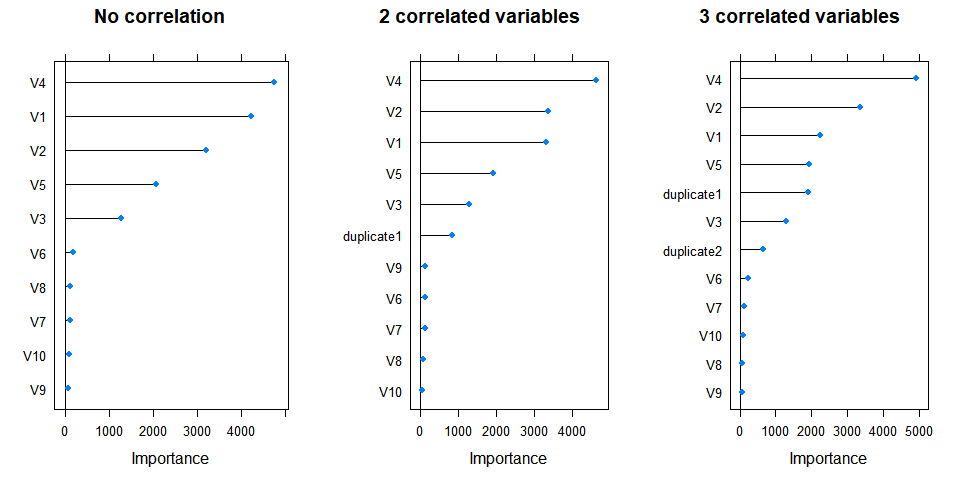 No correlation
V4
V1
V2
V5
V3
V6
V8
V7
V10
V9
0 1000 2000 3000 4000
Importance
2 correlated variables
V4
V2
V1
V5
V3
duplicate1
V9
V6
V7
V8
V10
0 1000 2000 3000 4000
Importance
3 correlated variables
V4
V2
V1
V5
duplicate1
V3
duplicate2
V6
V7
V10
V8
V9
0 1000 2000 3000 4000 5000
Importance